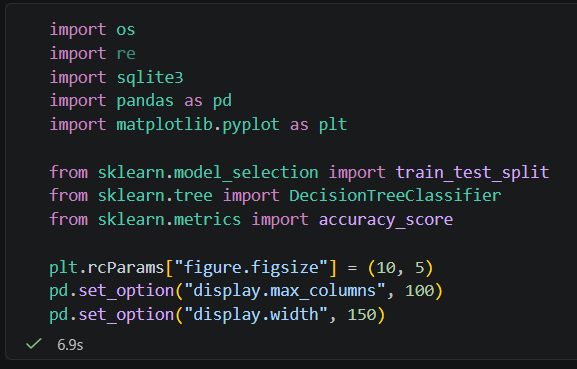 import os
import re
import sqlite3
import pandas as pd
import matplotlib.pyplot as plt
from sklearn.model_selection import train_test_split
from sklearn.tree import DecisionTreeClassifier
from sklearn.metrics import accuracy_score
plt.rcParams["figure.figsize"] = (10, 5)
pd.set_option("display.max_columns", 100)
pd.set_option("display.width", 150)
6.9s